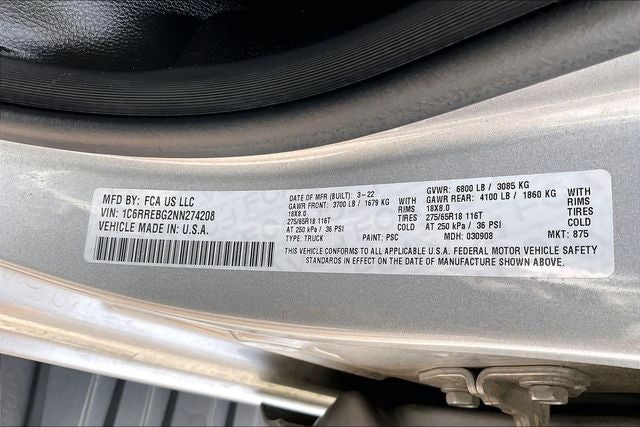 MFD BY: FCA US LLC
VIN: 1C6RREBG2NN274208
VEHICLE MADE IN: U.S.A.
DATE OF MFR (BUILT): 3-22
GAWR FRONT: 3700 LB / 1679 KG WITH
18X8.0 RIMS
275/65R18 116T TIRES
AT 250 kPa / 36 PSI COLD
TYPE: TRUCK PAINT: PSC
GVWR: 6800 LB / 3085 KG
GAWR REAR: 4100 LB / 1860 KG WITH
18X8.0 RIMS
275/65R18 116T TIRES
AT 250 kPa / 36 PSI COLD
MDH: 030908 MKT: 875
THIS VEHICLE CONFORMS TO ALL APPLICABLE U.S.A. FEDERAL MOTOR VEHICLE SAFETY
STANDARDS IN EFFECT ON THE DATE OF MANUFACTURE SHOWN ABOVE.